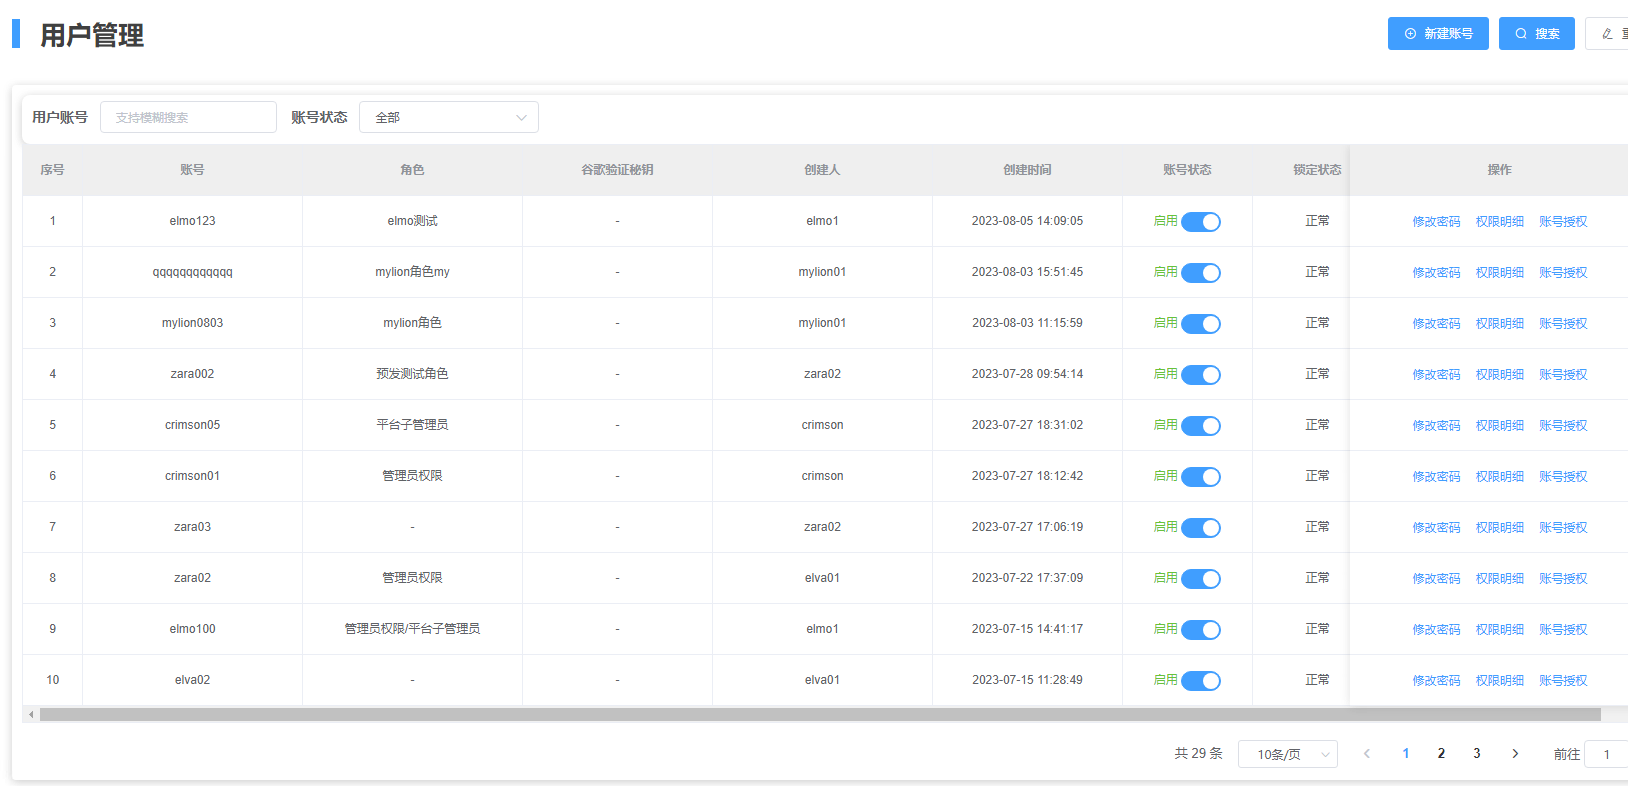 用户管理
新建账号 搜索
用户账号 支持模糊搜索 账号状态 全部
序号 账号 角色 谷歌验证秘钥 创建人 创建时间 账号状态 锁定状态 操作
1 elmo123 elmo测试 - elmo1 2023-08-05 14:09:05 启用 正常 修改密码 权限明细 账号授权
2 qqqqqqqqqqqq mylion角色my - mylion01 2023-08-03 15:51:45 启用 正常 修改密码 权限明细 账号授权
3 mylion0803 mylion角色 - mylion01 2023-08-03 11:15:59 启用 正常 修改密码 权限明细 账号授权
4 zara002 预发测试角色 - zara02 2023-07-28 09:54:14 启用 正常 修改密码 权限明细 账号授权
5 crimson05 平台子管理员 - crimson 2023-07-27 18:31:02 启用 正常 修改密码 权限明细 账号授权
6 crimson01 管理员权限 - crimson 2023-07-27 18:12:42 启用 正常 修改密码 权限明细 账号授权
7 zara03 - - zara02 2023-07-27 17:06:19 启用 正常 修改密码 权限明细 账号授权
8 zara02 管理员权限 - elva01 2023-07-22 17:37:09 启用 正常 修改密码 权限明细 账号授权
9 elmo100 管理员权限/平台子管理员 - elmo1 2023-07-15 14:41:17 启用 正常 修改密码 权限明细 账号授权
10 elva02 - - elva01 2023-07-15 11:28:49 启用 正常 修改密码 权限明细 账号授权
共 29 条 10条/页 1 2 3 前往 1